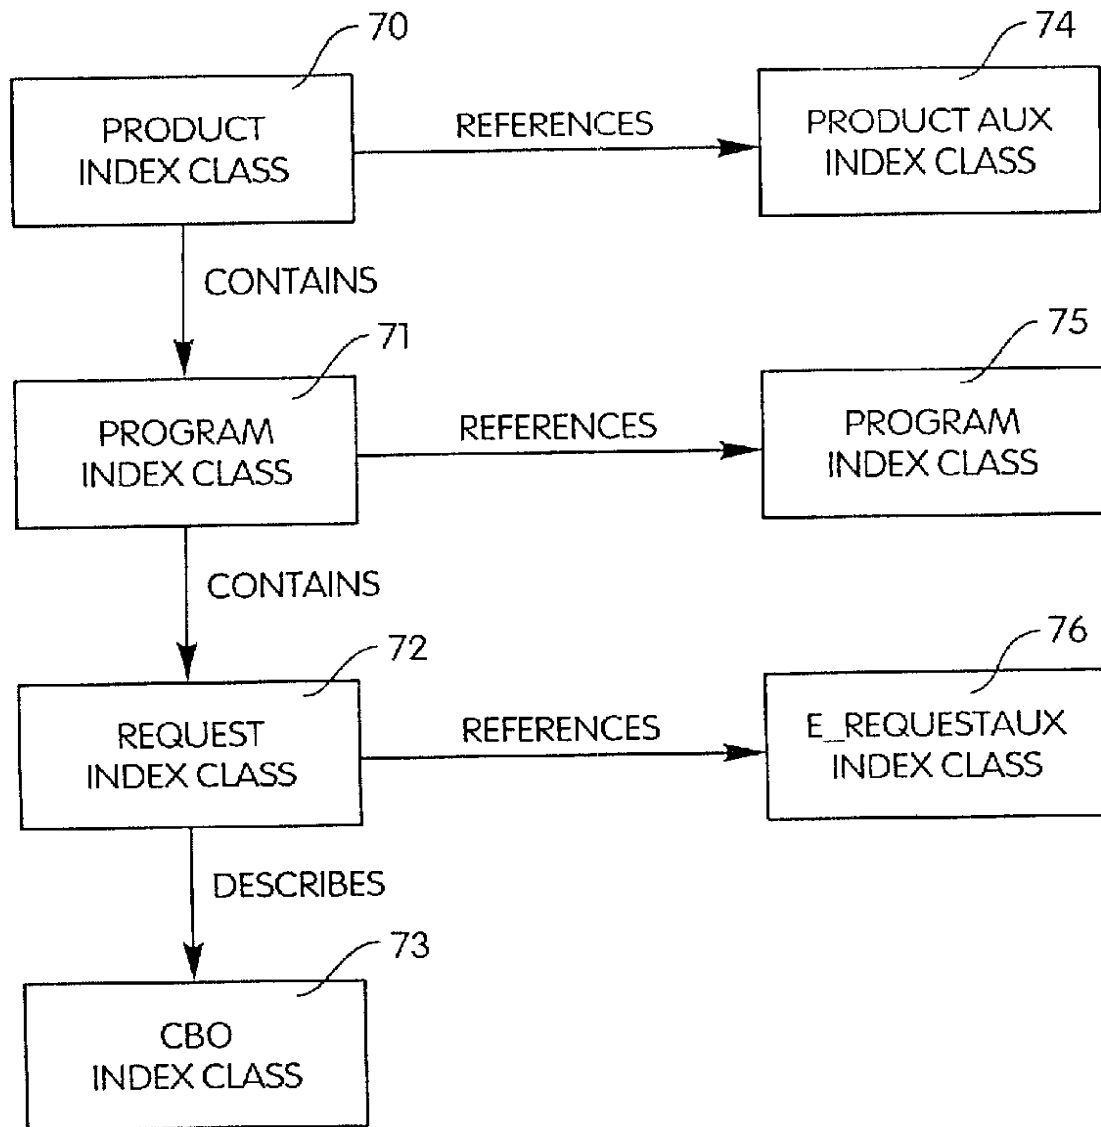 70
74
PRODUCT
INDEX CLASS
REFERENCES
PRODUCT AUX
INDEX CLASS
CONTAINS
71
75
PROGRAM
INDEX CLASS
REFERENCES
PROGRAM
INDEX CLASS
CONTAINS
72
76
REQUEST
INDEX CLASS
REFERENCES
E_REQUESTAUX
INDEX CLASS
DESCRIBES
73
CBO
INDEX CLASS